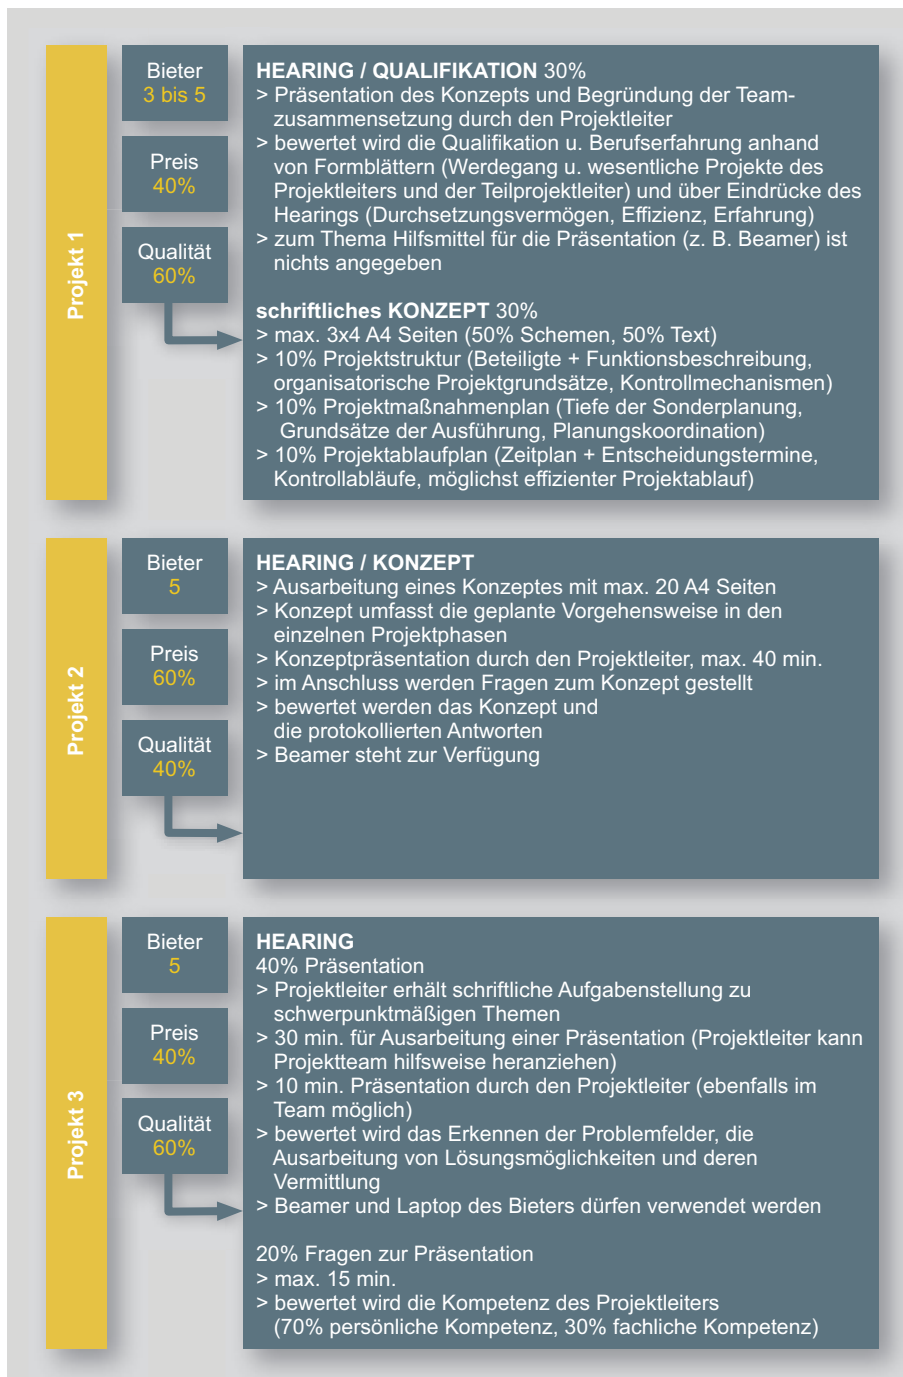 Projekt 1
Bieter
3 bis 5
Preis
40%
Qualität
60%
HEARING / QUALIFIKATION 30%
> Präsentation des Konzepts und Begründung der Team-
zusammensetzung durch den Projektleiter
> bewertet wird die Qualifikation u. Berufserfahrung anhand
von Formblättern (Werdegang u. wesentliche Projekte des
Projektleiters und der Teilprojektleiter) und über Eindrücke des
Hearings (Durchsetzungsvermögen, Effizienz, Erfahrung)
> zum Thema Hilfsmittel für die Präsentation (z. B. Beamer) ist
nichts angegeben
schriftliches KONZEPT 30%
> max. 3x4 A4 Seiten (50% Schemen, 50% Text)
> 10% Projektstruktur (Beteiligte + Funktionsbeschreibung,
organisatorische Projektgrundsätze, Kontrollmechanismen)
> 10% Projektmaßnahmenplan (Tiefe der Sonderplanung,
Grundsätze der Ausführung, Planungskoordination)
> 10% Projektablaufplan (Zeitplan + Entscheidungstermine,
Kontrollabläufe, möglichst effizienter Projektablauf)
Projekt 2
Bieter
5
Preis
60%
Qualität
40%
HEARING / KONZEPT
> Ausarbeitung eines Konzeptes mit max. 20 A4 Seiten
> Konzept umfasst die geplante Vorgehensweise in den
einzelnen Projektphasen
> Konzeptpräsentation durch den Projektleiter, max. 40 min.
> im Anschluss werden Fragen zum Konzept gestellt
> bewertet werden das Konzept und
die protokollierten Antworten
> Beamer steht zur Verfügung
Projekt 3
Bieter
5
Preis
40%
Qualität
60%
HEARING
40% Präsentation
> Projektleiter erhält schriftliche Aufgabenstellung zu
schwerpunktmäßigen Themen
> 30 min. für Ausarbeitung einer Präsentation (Projektleiter kann
Projektteam hilfsweise heranziehen)
> 10 min. Präsentation durch den Projektleiter (ebenfalls im
Team möglich)
> bewertet wird das Erkennen der Problemfelder, die
Ausarbeitung von Lösungsmöglichkeiten und deren
Vermittlung
> Beamer und Laptop des Bieters dürfen verwendet werden
20% Fragen zur Präsentation
> max. 15 min.
> bewertet wird die Kompetenz des Projektleiters
(70% persönliche Kompetenz, 30% fachliche Kompetenz)